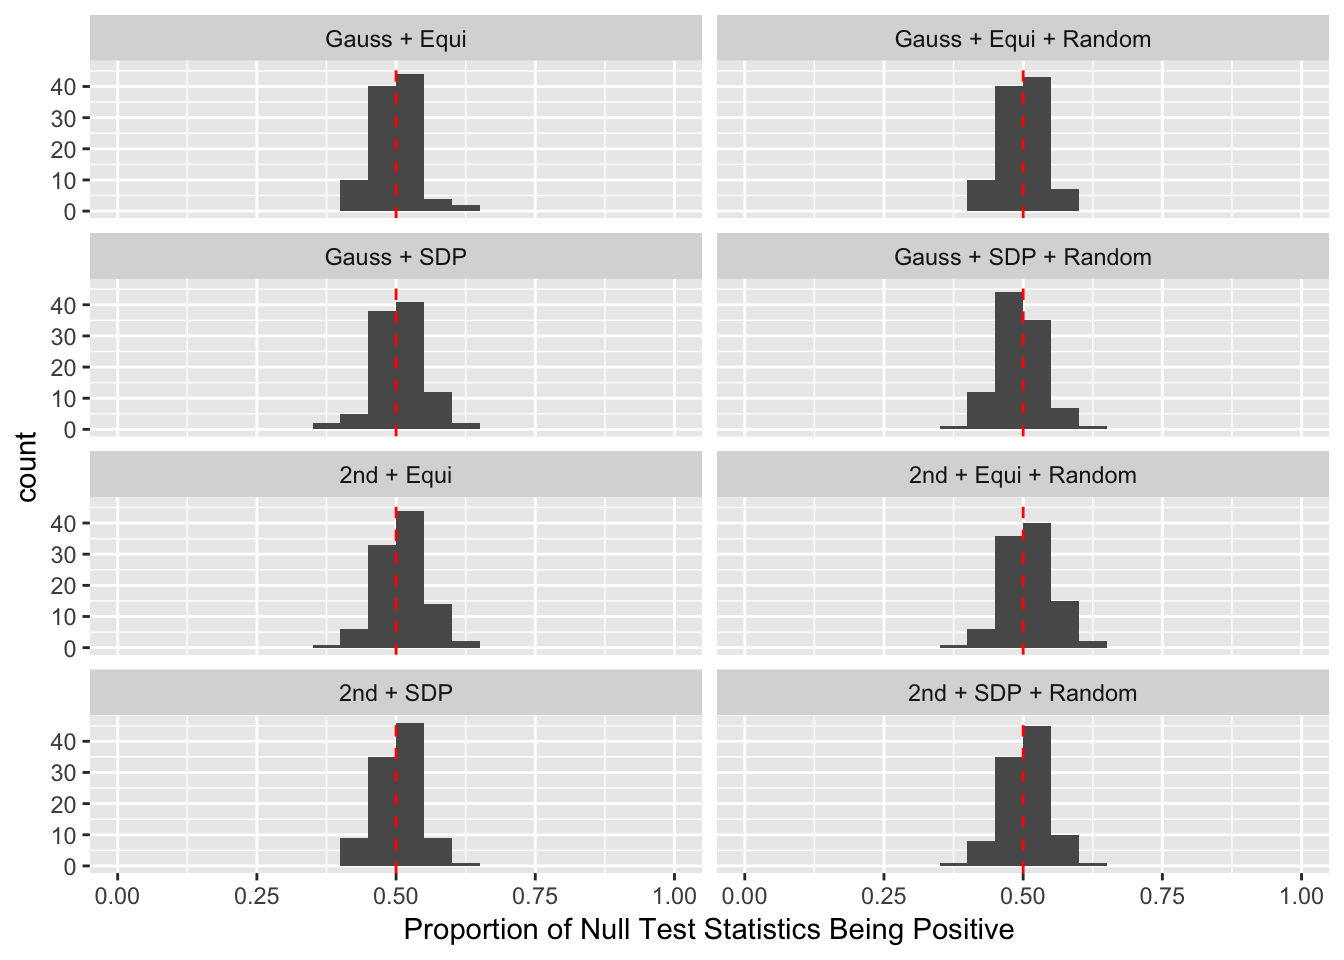 Gauss + Equi
Gauss + Equi + Random
40
30
20
10
0
Gauss + SDP
Gauss + SDP + Random
40
30
20
10
0
2nd + Equi
2nd + Equi + Random
40
30
20
10
0
2nd + SDP
2nd + SDP + Random
40
30
20
10
0
count
0.00 0.25 0.50 0.75 1.00 0.00 0.25 0.50 0.75 1.00
Proportion of Null Test Statistics Being Positive